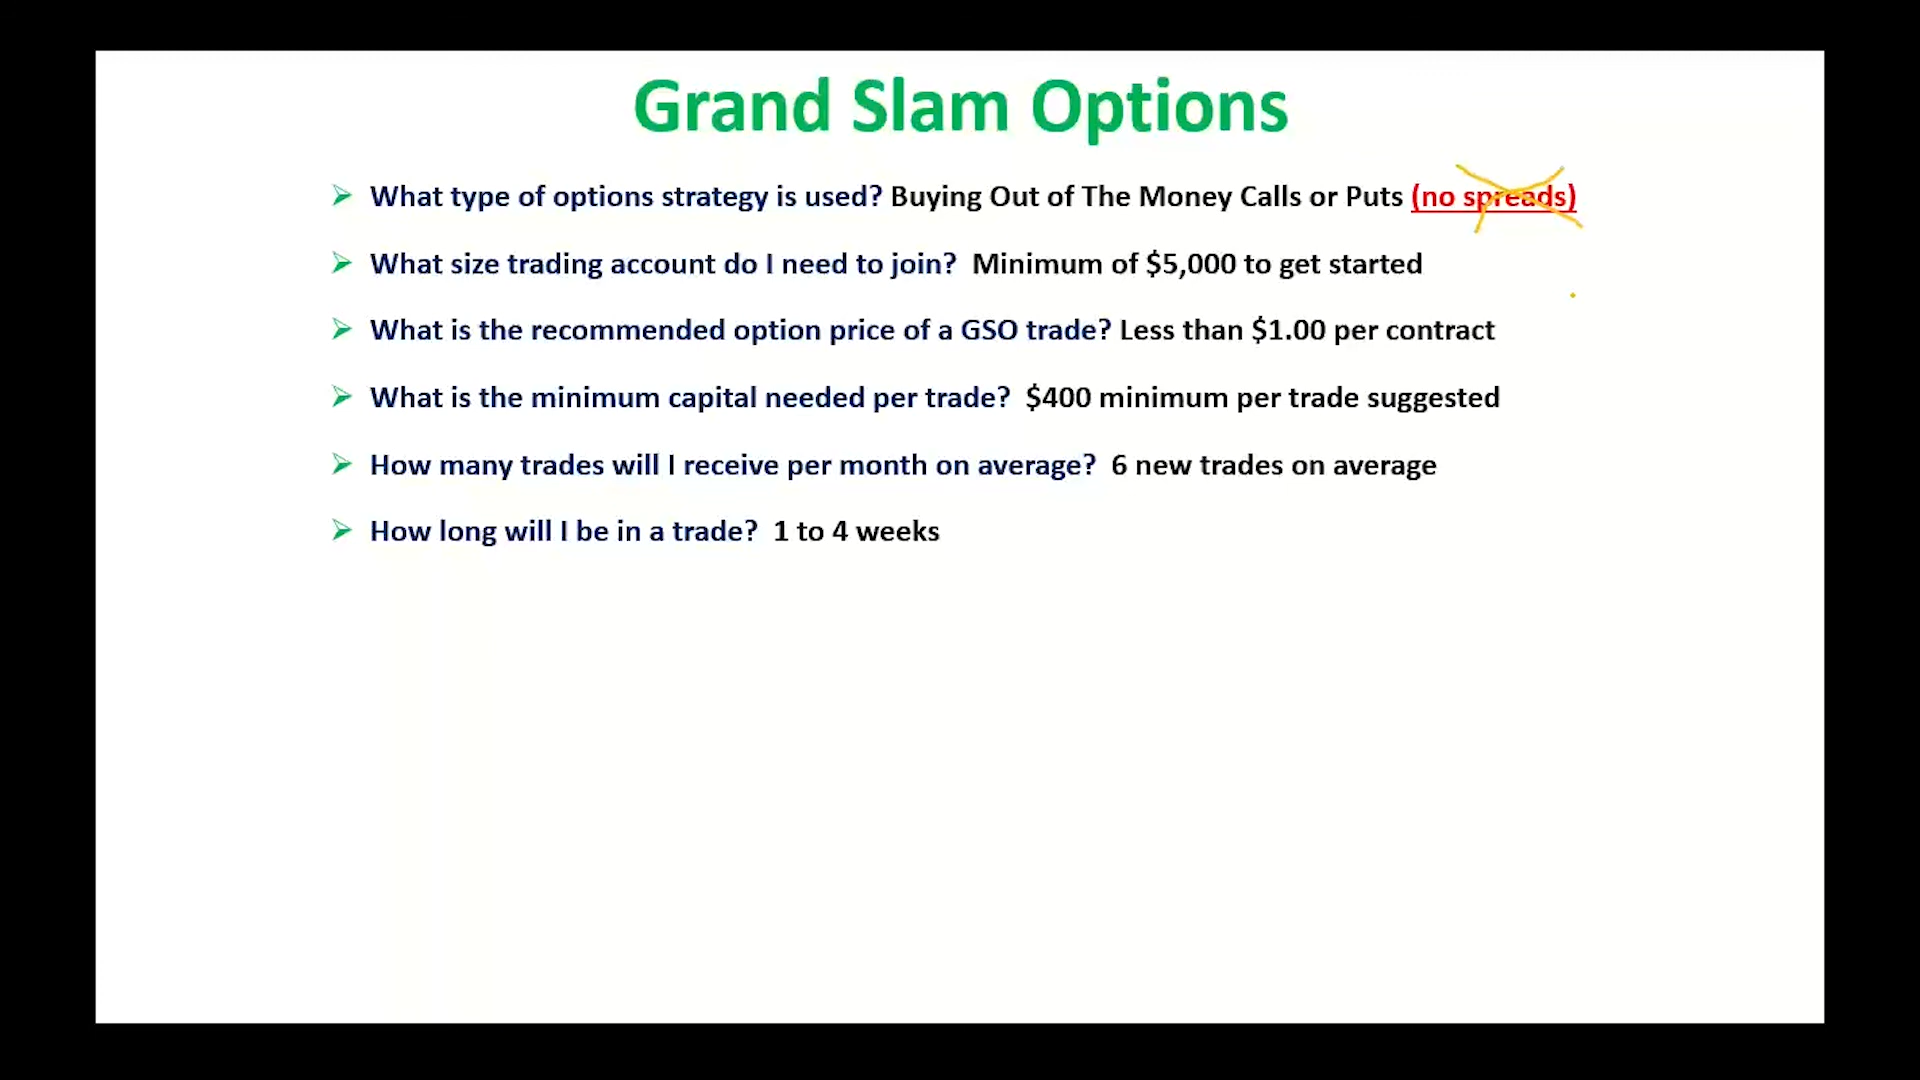 Grand Slam Options
What type of options strategy is used? Buying Out of The Money Calls or Puts (no spreads)
What size trading account do I need to join? Minimum of $5,000 to get started
What is the recommended option price of a GSO trade? Less than $1.00 per contract
What is the minimum capital needed per trade? $400 minimum per trade suggested
How many trades will I receive per month on average? 6 new trades on average
How long will I be in a trade? 1 to 4 weeks